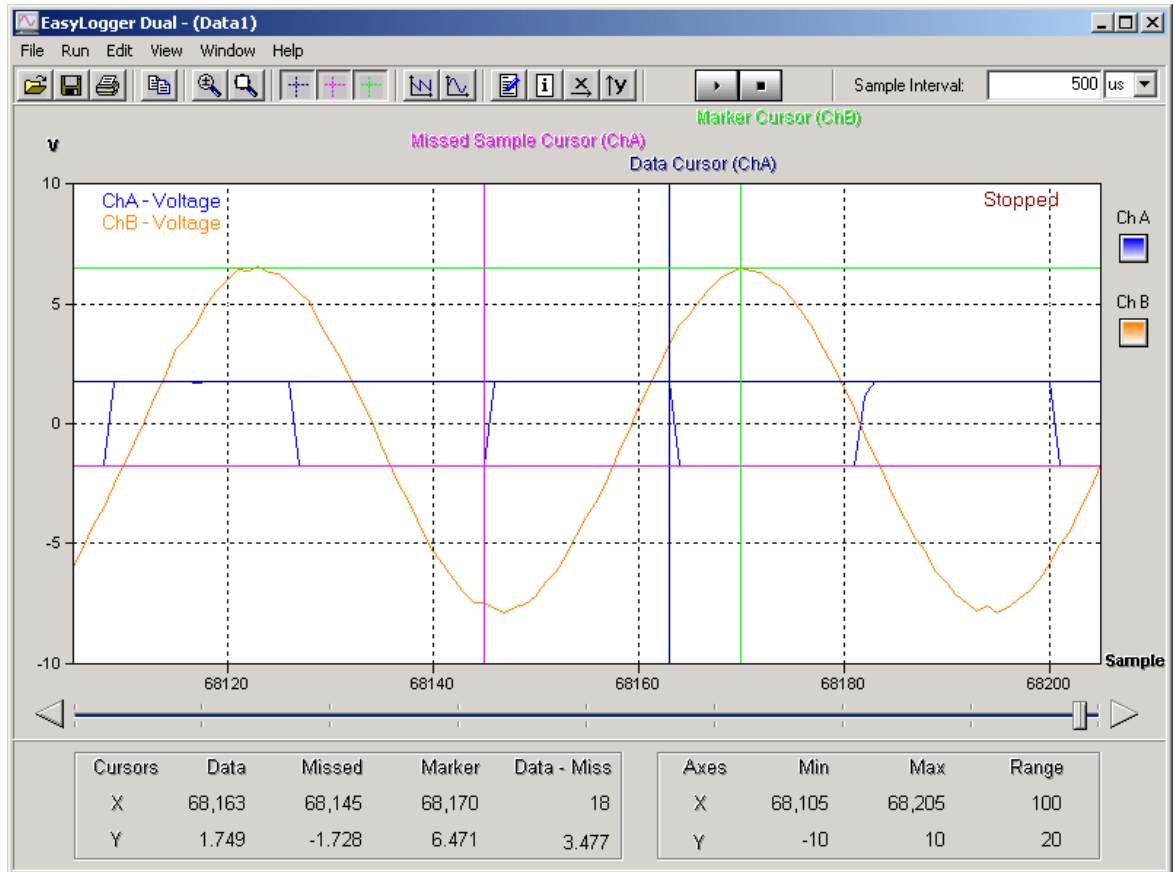 EasyLogger Dual - (Data1)
File Run Edit View Window Help
N i x y Sample Interval: 500 us
Marker Cursor (ChB)
V Missed Sample Cursor (ChA)
Data Cursor (ChA)
10
ChA - Voltage Stopped
ChB - Voltage
Ch A
5 Ch B
0
-5
-10 Sample
68120 68140 68160 68180 68200
Cursors Data Missed Marker Data - Miss
X 68,163 68,145 68,170 18
Y 1.749 -1.728 6.471 3.477
Axes Min Max Range
X 68,105 68,205 100
Y -10 10 20